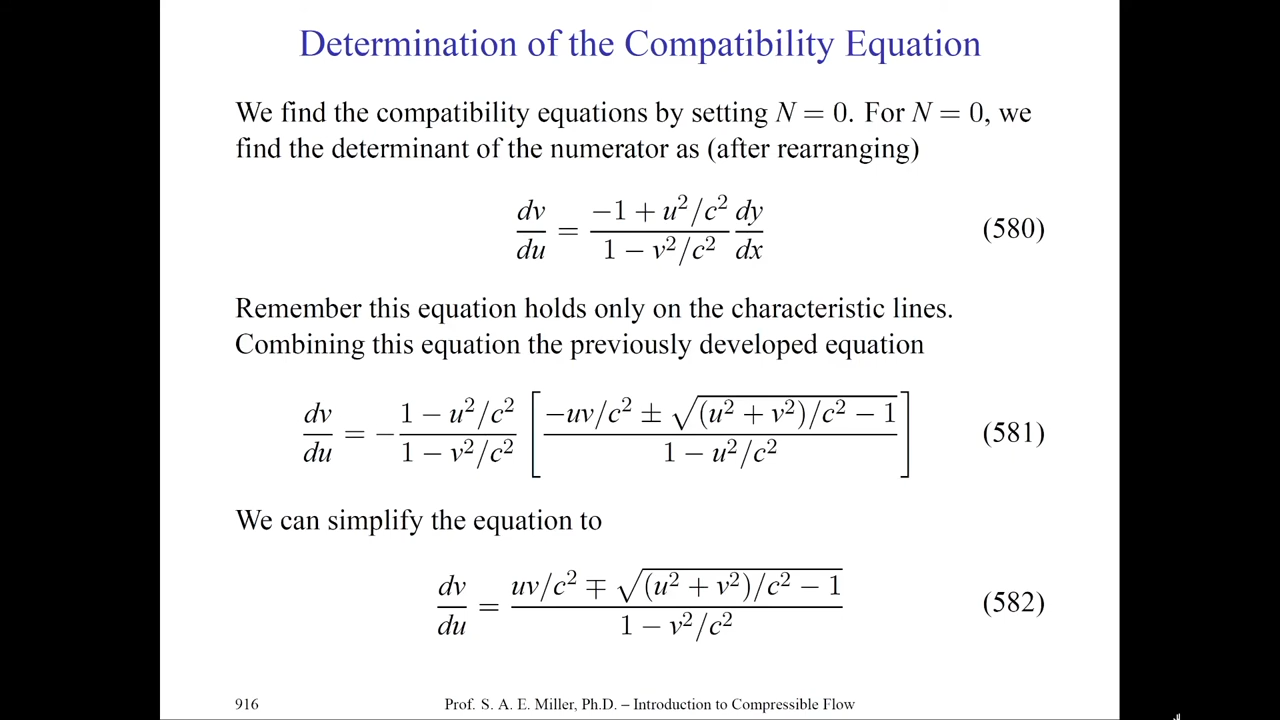 Determination of the Compatibility Equation
We find the compatibility equations by setting N = 0. For N = 0, we
find the determinant of the numerator as (after rearranging)
dv/du = (−1 + u²/c²)/(1 − v²/c²) dy/dx (580)
Remember this equation holds only on the characteristic lines.
Combining this equation the previously developed equation
dv/du = −(1 − u²/c²)/(1 − v²/c²) [(−uv/c² ± √((u² + v²)/c² − 1))/(1 − u²/c²)] (581)
We can simplify the equation to
dv/du = (uv/c² ∓ √((u² + v²)/c² − 1))/(1 − v²/c²) (582)
916 Prof. S. A. E. Miller, Ph.D. – Introduction to Compressible Flow